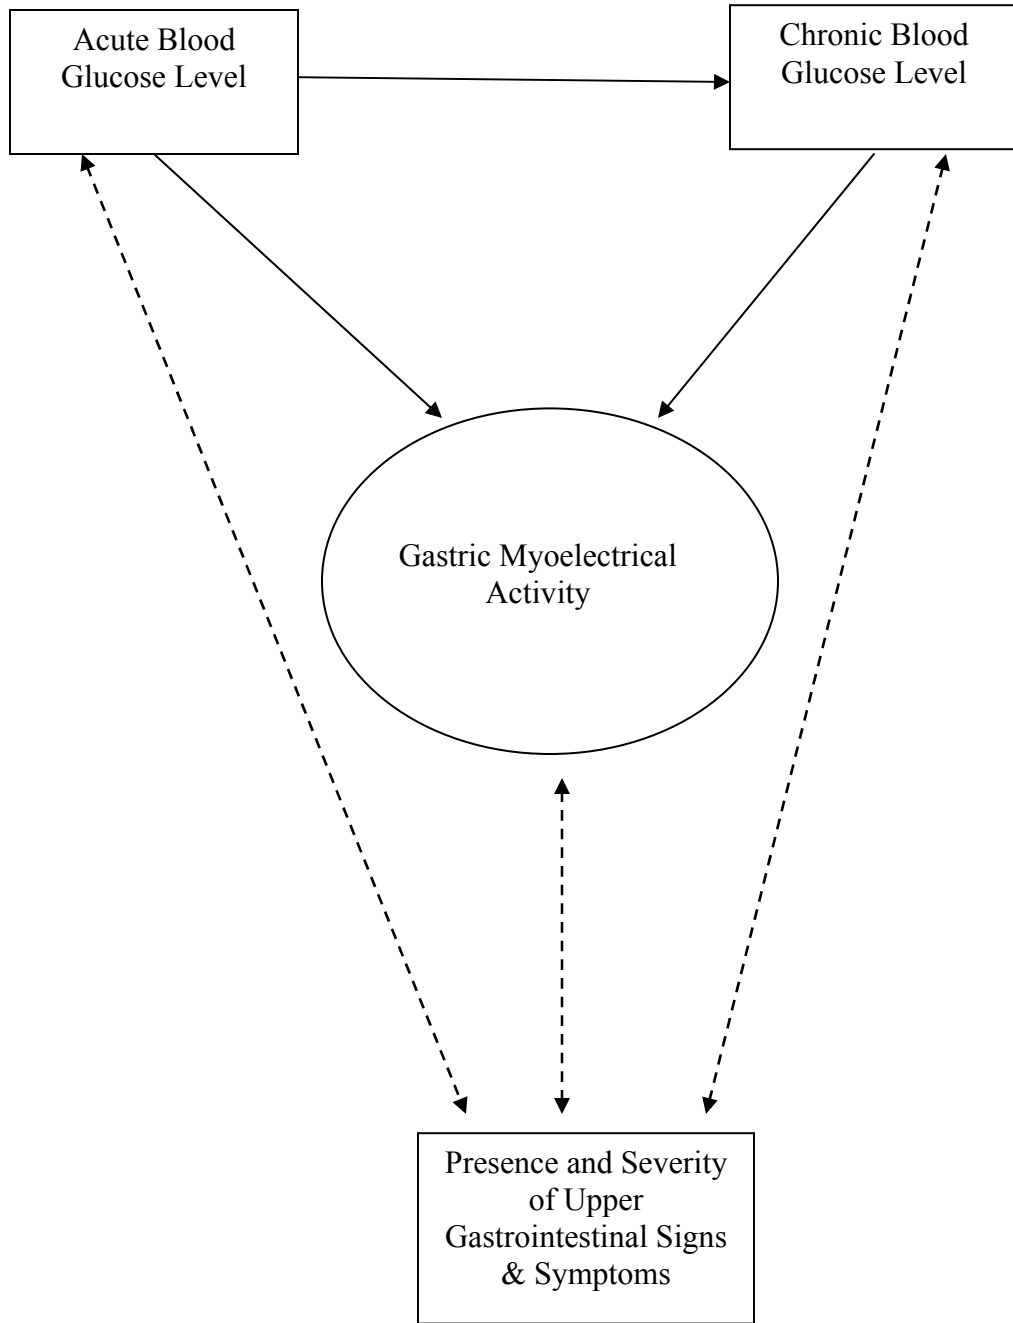 Acute Blood
Glucose Level
Chronic Blood
Glucose Level
Gastric Myoelectrical
Activity
Presence and Severity
of Upper
Gastrointestinal Signs
& Symptoms